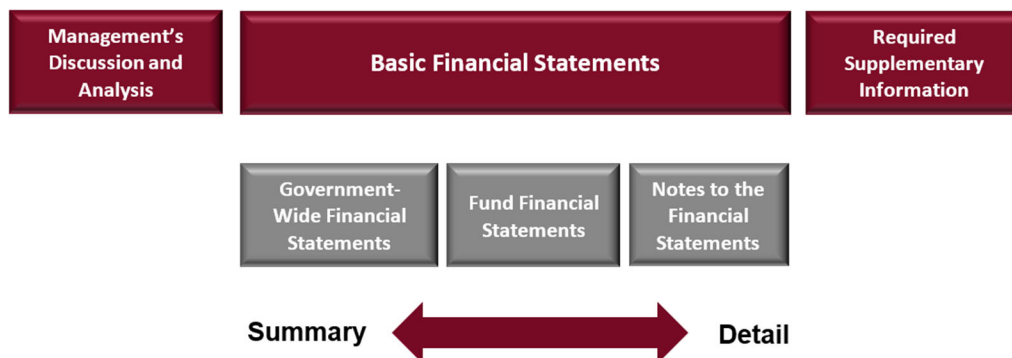 Management's
Discussion and
Analysis
Basic Financial Statements
Required
Supplementary
Information
Government-
Wide Financial
Statements
Fund Financial
Statements
Notes to the
Financial
Statements
Summary
Detail